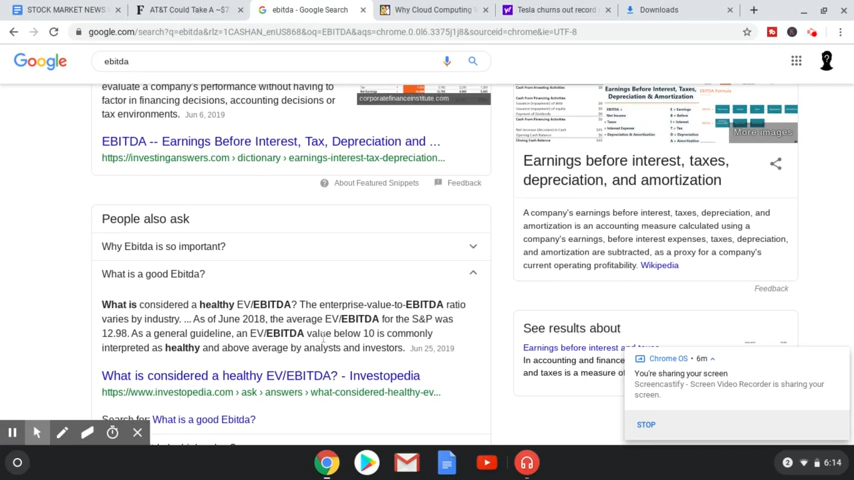 STOCK MARKET NEWS
AT&T Could Take A ~$7
ebitda - Google Search
Why Cloud Computing
Tesla churns out record
Downloads
google.com/search?q=ebitda&rlz=1CASHAN_enUS868&oq=EBITDA&aqs=chrome.0.0l6.3375j1j8&sourceid=chrome&ie=UTF-8
Google
ebitda
evaluate a company's performance without having to
factor in financing decisions, accounting decisions or
tax environments. Jun 6, 2019
corporatefinanceinstitute.com
EBITDA -- Earnings Before Interest, Tax, Depreciation and ...
https://investinganswers.com › dictionary › earnings-interest-tax-depreciation...
About Featured Snippets
Feedback
People also ask
Why Ebitda is so important?
What is a good Ebitda?
What is considered a healthy EV/EBITDA? The enterprise-value-to-EBITDA ratio
varies by industry. ... As of June 2018, the average EV/EBITDA for the S&P was
12.98. As a general guideline, an EV/EBITDA value below 10 is commonly
interpreted as healthy and above average by analysts and investors. Jun 25, 2019
What is considered a healthy EV/EBITDA? - Investopedia
https://www.investopedia.com › ask › answers › what-considered-healthy-ev...
Search for: What is a good Ebitda?
Earnings Before Interest, Taxes,
Depreciation & Amortization
More images
Earnings before interest, taxes,
depreciation, and amortization
A company's earnings before interest, taxes, depreciation, and
amortization is an accounting measure calculated using a
company's earnings, before interest expenses, taxes, depreciation,
and amortization are subtracted, as a proxy for a company's
current operating profitability. Wikipedia
Feedback
See results about
Earnings before interest and taxes
In accounting and finance
and taxes is a measure of
Chrome OS • 6m
You're sharing your screen
Screencastify - Screen Video Recorder is sharing your
screen.
STOP
2
6:14